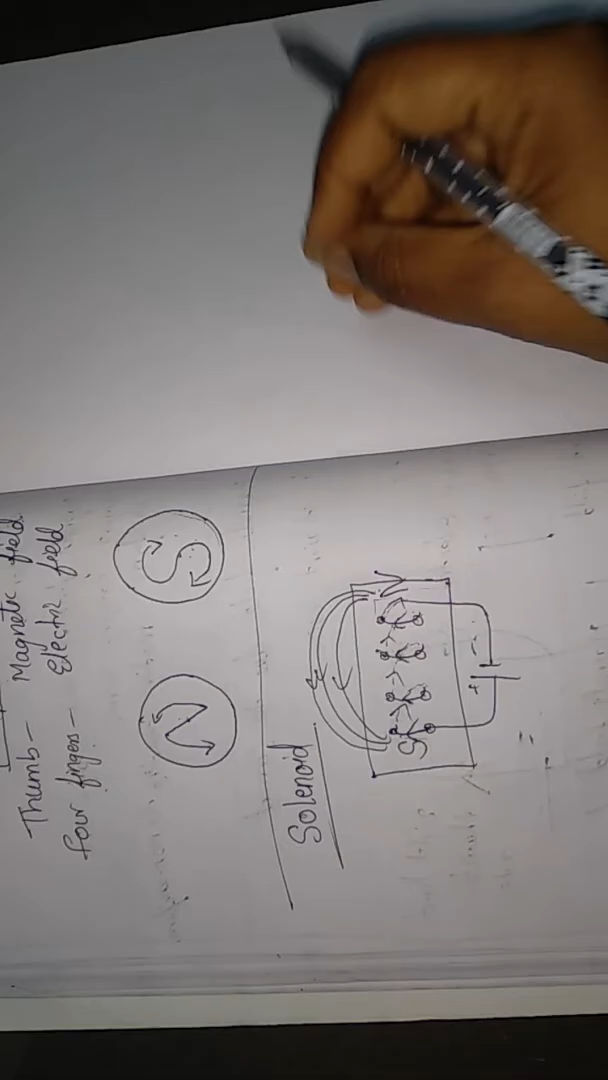 Thumb - Magnetic field
four fingers - Electric field
N S
Solenoid
S
+ -